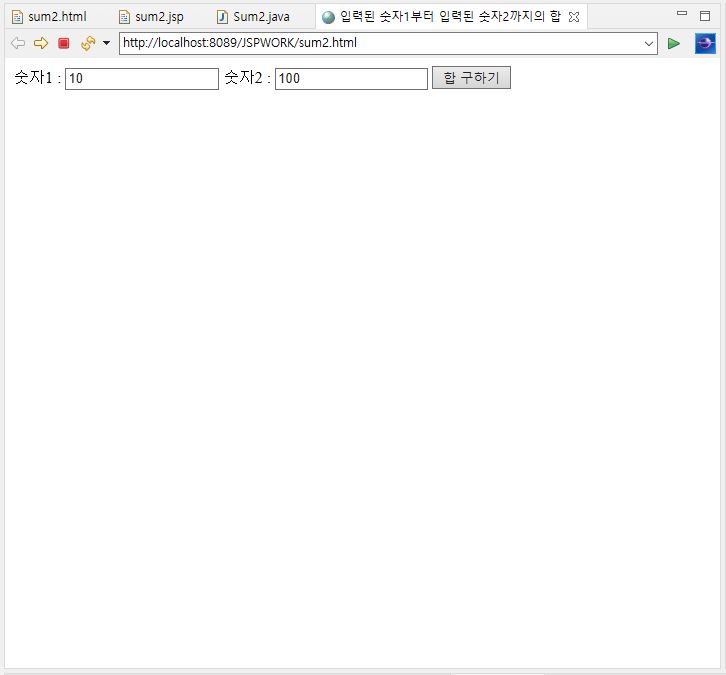 sum2.html sum2.jsp Sum2.java 입력된 숫자1부터 입력된 숫자2까지의 합
http://localhost:8089/JSPWORK/sum2.html
숫자1 : 10 숫자2 : 100 합 구하기